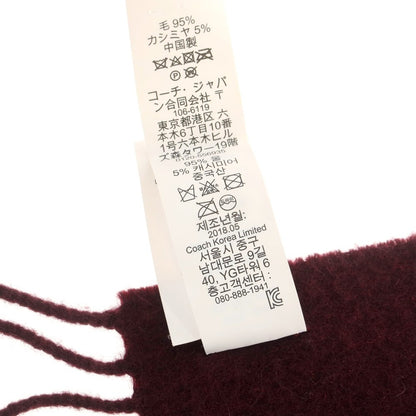 毛 95%
カシミヤ 5%
中国製
コーチ・ジャパ
ン合同会社 〒
106-6119
東京都港区 六
本木6丁目10番
1号六本木ヒル
ズ森タワー19階
0120-556936
95% 울
5% 캐시미어
중국산
제조년월:
2018.05
Coach Korea Limited
서울시 중구
남대문로 9길
40, YG타워 6
층고객센터:
080-888-1941